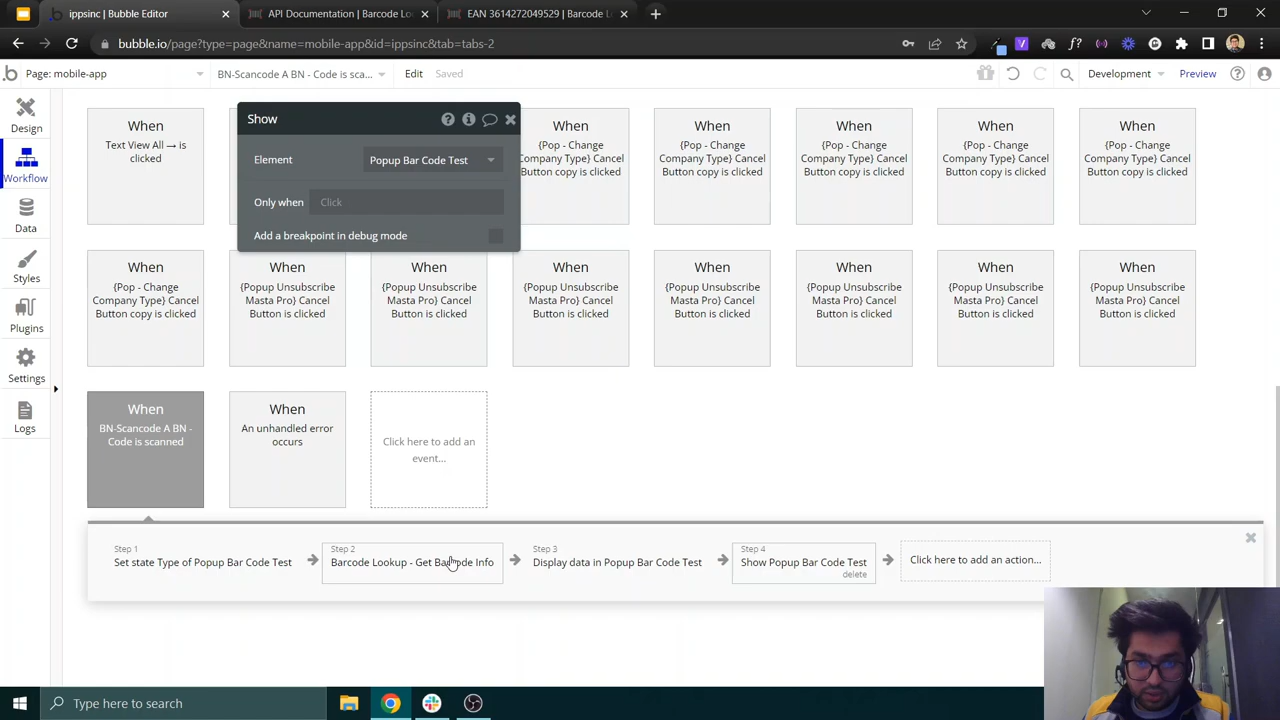 ippsinc | Bubble Editor
API Documentation | Barcode Lo
EAN 3614272049529 | Barcode L
bubble.io/page?type=page&name=mobile-app&id=ippsinc&tab=tabs-2
Page: mobile-app
BN-Scancode A BN - Code is sca...
Edit
Saved
Development
Preview
Design
Workflow
Data
Styles
Plugins
Settings
Logs
When
Text View All → is
clicked
Show
Element
Popup Bar Code Test
Only when
Click
Add a breakpoint in debug mode
When
{Pop - Change
Company Type} Cancel
Button copy is clicked
When
{Pop - Change
Company Type} Cancel
Button copy is clicked
When
{Pop - Change
Company Type} Cancel
Button copy is clicked
When
{Pop - Change
Company Type} Cancel
Button copy is clicked
When
{Pop - Change
Company Type} Cancel
Button copy is clicked
When
{Pop - Change
Company Type} Cancel
Button copy is clicked
When
{Popup Unsubscribe
Masta Pro} Cancel
Button is clicked
When
{Popup Unsubscribe
Masta Pro} Cancel
Button is clicked
When
{Popup Unsubscribe
Masta Pro} Cancel
Button is clicked
When
{Popup Unsubscribe
Masta Pro} Cancel
Button is clicked
When
{Popup Unsubscribe
Masta Pro} Cancel
Button is clicked
When
{Popup Unsubscribe
Masta Pro} Cancel
Button is clicked
When
{Popup Unsubscribe
Masta Pro} Cancel
Button is clicked
When
BN-Scancode A BN -
Code is scanned
When
An unhandled error
occurs
Click here to add an
event...
Step 1
Set state Type of Popup Bar Code Test
Step 2
Barcode Lookup - Get Barcode Info
Step 3
Display data in Popup Bar Code Test
Step 4
Show Popup Bar Code Test
delete
Click here to add an action...
Type here to search